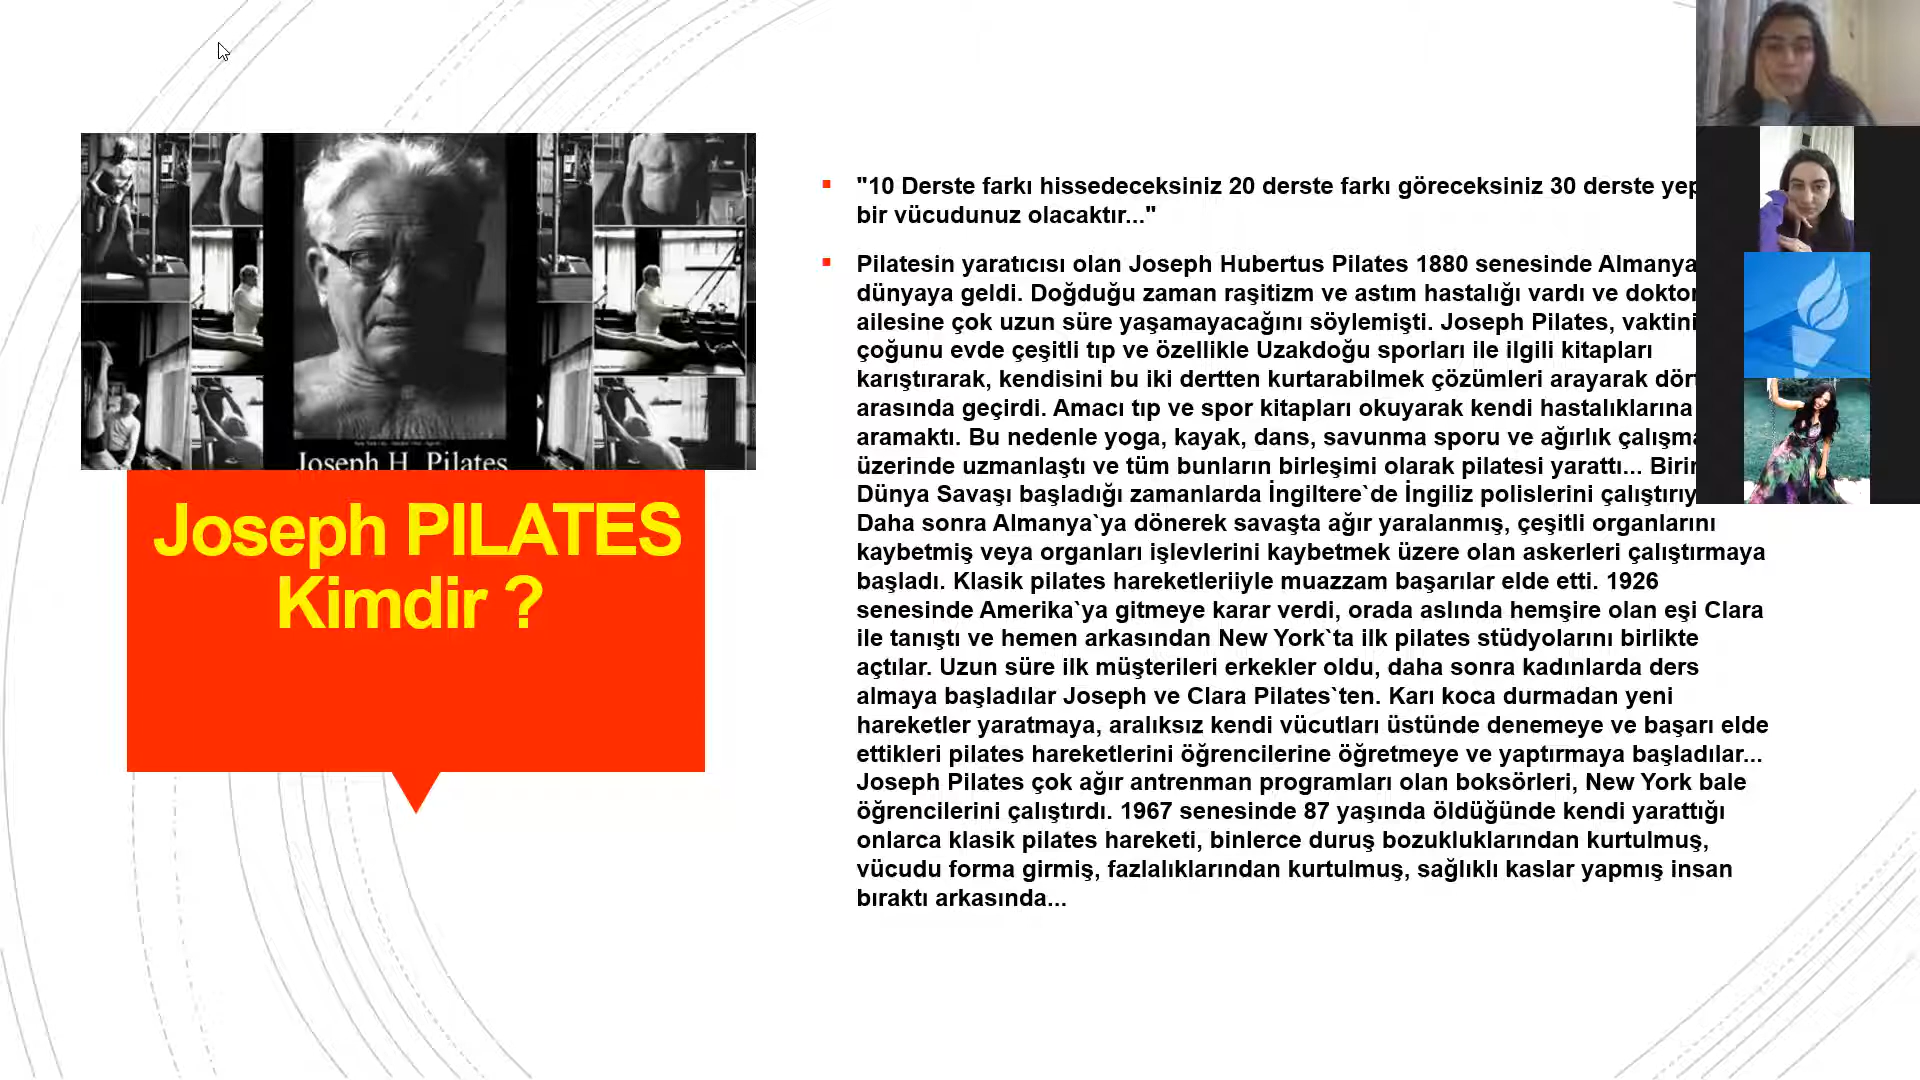 Joseph H. Pilates
Joseph PILATES
Kimdir ?
"10 Derste farkı hissedeceksiniz 20 derste farkı göreceksiniz 30 derste
bir vücudunuz olacaktır..."
Pilatesin yaratıcısı olan Joseph Hubertus Pilates 1880 senesinde Almanya
dünyaya geldi. Doğduğu zaman raşitizm ve astım hastalığı vardı ve
ailesine çok uzun süre yaşamayacağını söylemişti. Joseph Pilates, vaktini
çoğunu evde çeşitli tıp ve özellikle Uzakdoğu sporları ile ilgili kitapları
karıştırarak, kendisini bu iki dertten kurtarabilmek çözümleri arayarak
arasında geçirdi. Amacı tıp ve spor kitapları okuyarak kendi hastalıklarına
aramaktı. Bu nedenle yoga, kayak, dans, savunma sporu ve ağırlık
üzerinde uzmanlaştı ve tüm bunların birleşimi olarak pilatesi yarattı...
Dünya Savaşı başladığı zamanlarda İngiltere`de İngiliz polislerini
Daha sonra Almanya`ya dönerek savaşta ağır yaralanmış, çeşitli organlarını
kaybetmiş veya organları işlevlerini kaybetmek üzere olan askerleri çalıştırmaya
başladı. Klasik pilates hareketleriiyle muazzam başarılar elde etti. 1926
senesinde Amerika`ya gitmeye karar verdi, orada aslında hemşire olan eşi Clara
ile tanıştı ve hemen arkasından New York`ta ilk pilates stüdyolarını birlikte
açtılar. Uzun süre ilk müşterileri erkekler oldu, daha sonra kadınlarda ders
almaya başladılar Joseph ve Clara Pilates`ten. Karı koca durmadan yeni
hareketler yaratmaya, aralıksız kendi vücutları üstünde denemeye ve başarı elde
ettikleri pilates hareketlerini öğrencilerine öğretmeye ve yaptırmaya başladılar...
Joseph Pilates çok ağır antrenman programları olan boksörleri, New York bale
öğrencilerini çalıştırdı. 1967 senesinde 87 yaşında öldüğünde kendi yarattığı
onlarca klasik pilates hareketi, binlerce duruş bozukluklarından kurtulmuş,
vücudu forma girmiş, fazlalıklarından kurtulmuş, sağlıklı kaslar yapmış insan
bıraktı arkasında...